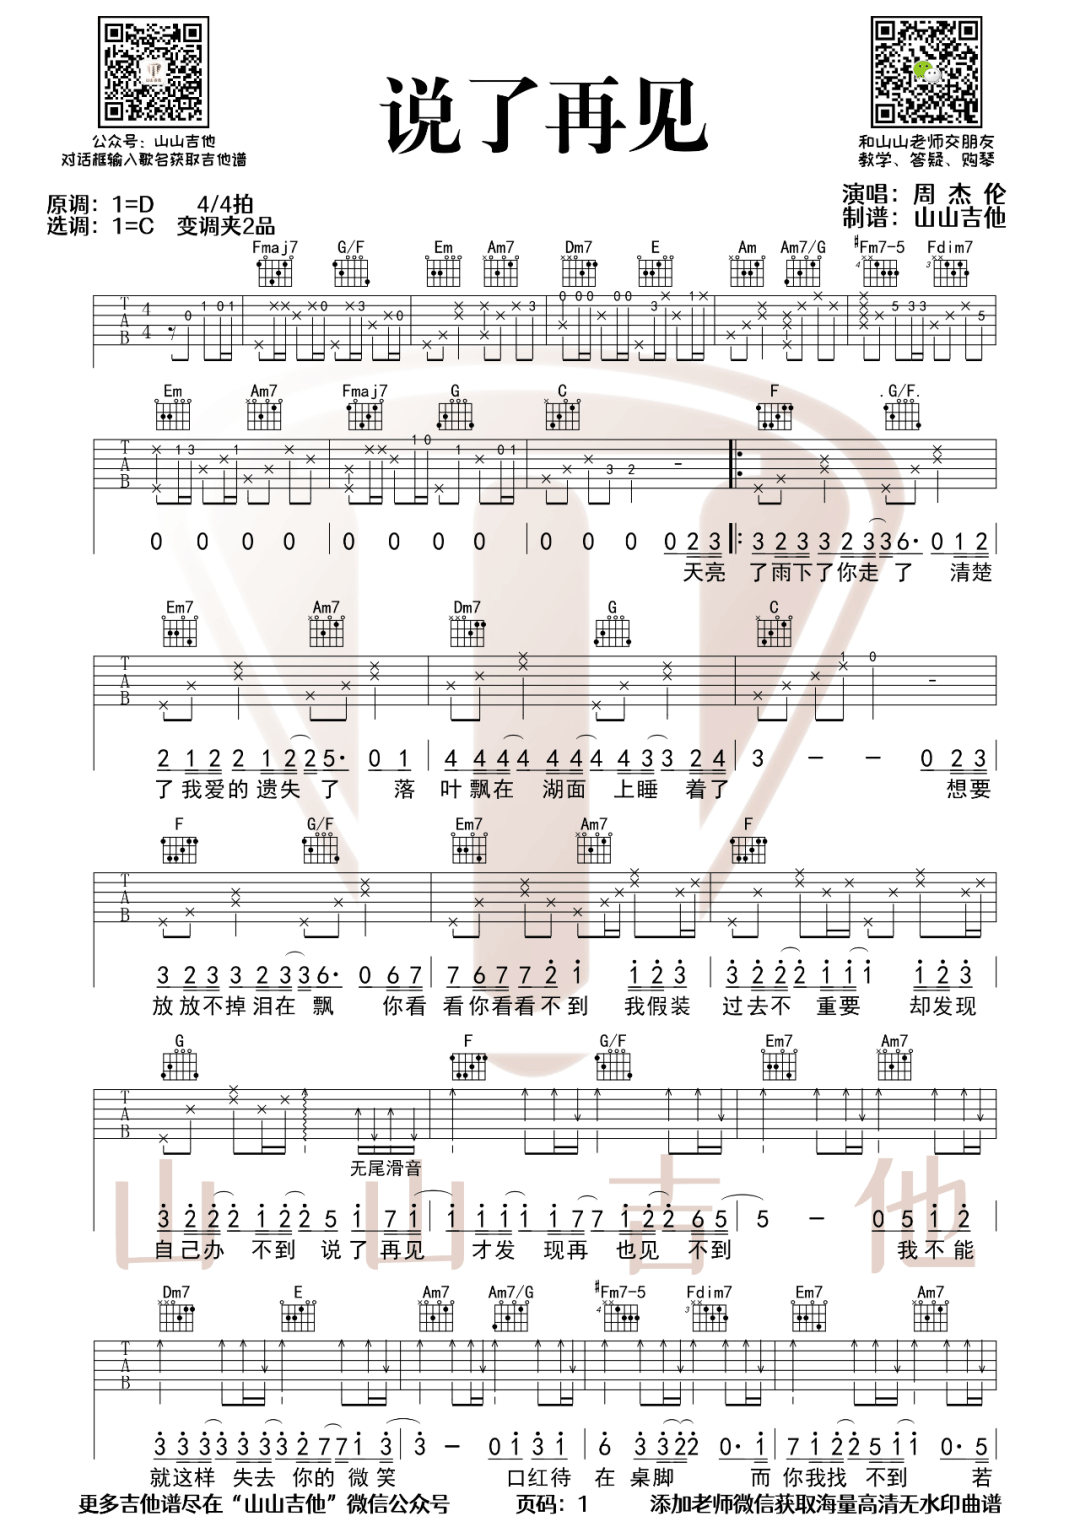 说了再见
公众号：山山吉他
对话框输入歌名获取吉他谱
和山山老师交朋友
教学、答疑、购琴
原调：1=D 4/4拍
选调：1=C 变调夹2品
演唱：周 杰 伦
制谱：山山吉他
Fmaj7 G/F Em Am7 Dm7 E Am Am7/G #Fm7-5 Fdim7
Em Am7 Fmaj7 G C F .G/F.
0 0 0 0 0 0 0 0 0 0 0 0 2 3 3 2 3 3 2 3 3 6· 0 1 2
天亮 了雨下了你走 了 清楚
Em7 Am7 Dm7 G C
2 1 2 2 1 2 2 5· 0 1 4 4 4 4 4 4 4 4 3 3 2 4 3 － － 0 2 3
了我爱的遗失了 落 叶飘在 湖面 上睡 着了 想要
F G/F Em7 Am7 F
3 2 3 3 2 3 3 6· 0 6 7 7 6 7 7 2 1 1 2 3 3 2 2 2 1 1 1 1 1 2 3
放放不掉泪在 飘 你看 看你看看不到 我假装 过去不 重要 却发现
G F G/F Em7 Am7
无尾滑音
3 2 2 2 1 2 2 5 1 7 1 1 1 1 1 1 7 7 1 2 2 6 5 5 － 0 5 1 2
自己办 不到 说了再见 才发 现再 也见 不到 我不能
Dm7 E Am7 Am7/G #Fm7-5 Fdim7 Em7 Am7
3 3 3 3 3 3 3 2 7 7 1 3 3 － 0 1 3 1 6 3 3 2 2 0· 1 7 1 2 2 5 1 1 0· 5
就这样 失去 你的 微笑 口红待 在 桌脚 而 你我找 不到 若
更多吉他谱尽在“山山吉他”微信公众号 页码：1 添加老师微信获取海量高清无水印曲谱
山山吉他